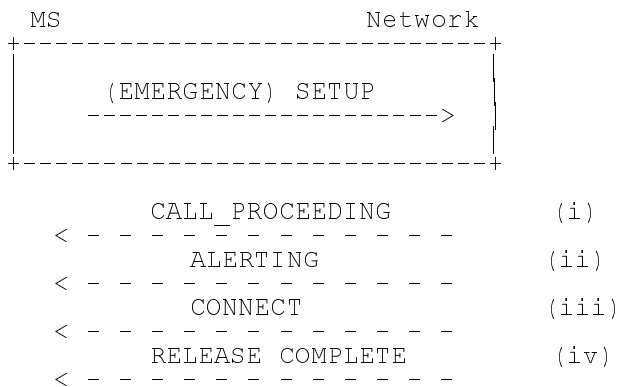 MS Network
(EMERGENCY) SETUP
CALL_PROCEEDING (i)
ALERTING (ii)
CONNECT (iii)
RELEASE COMPLETE (iv)